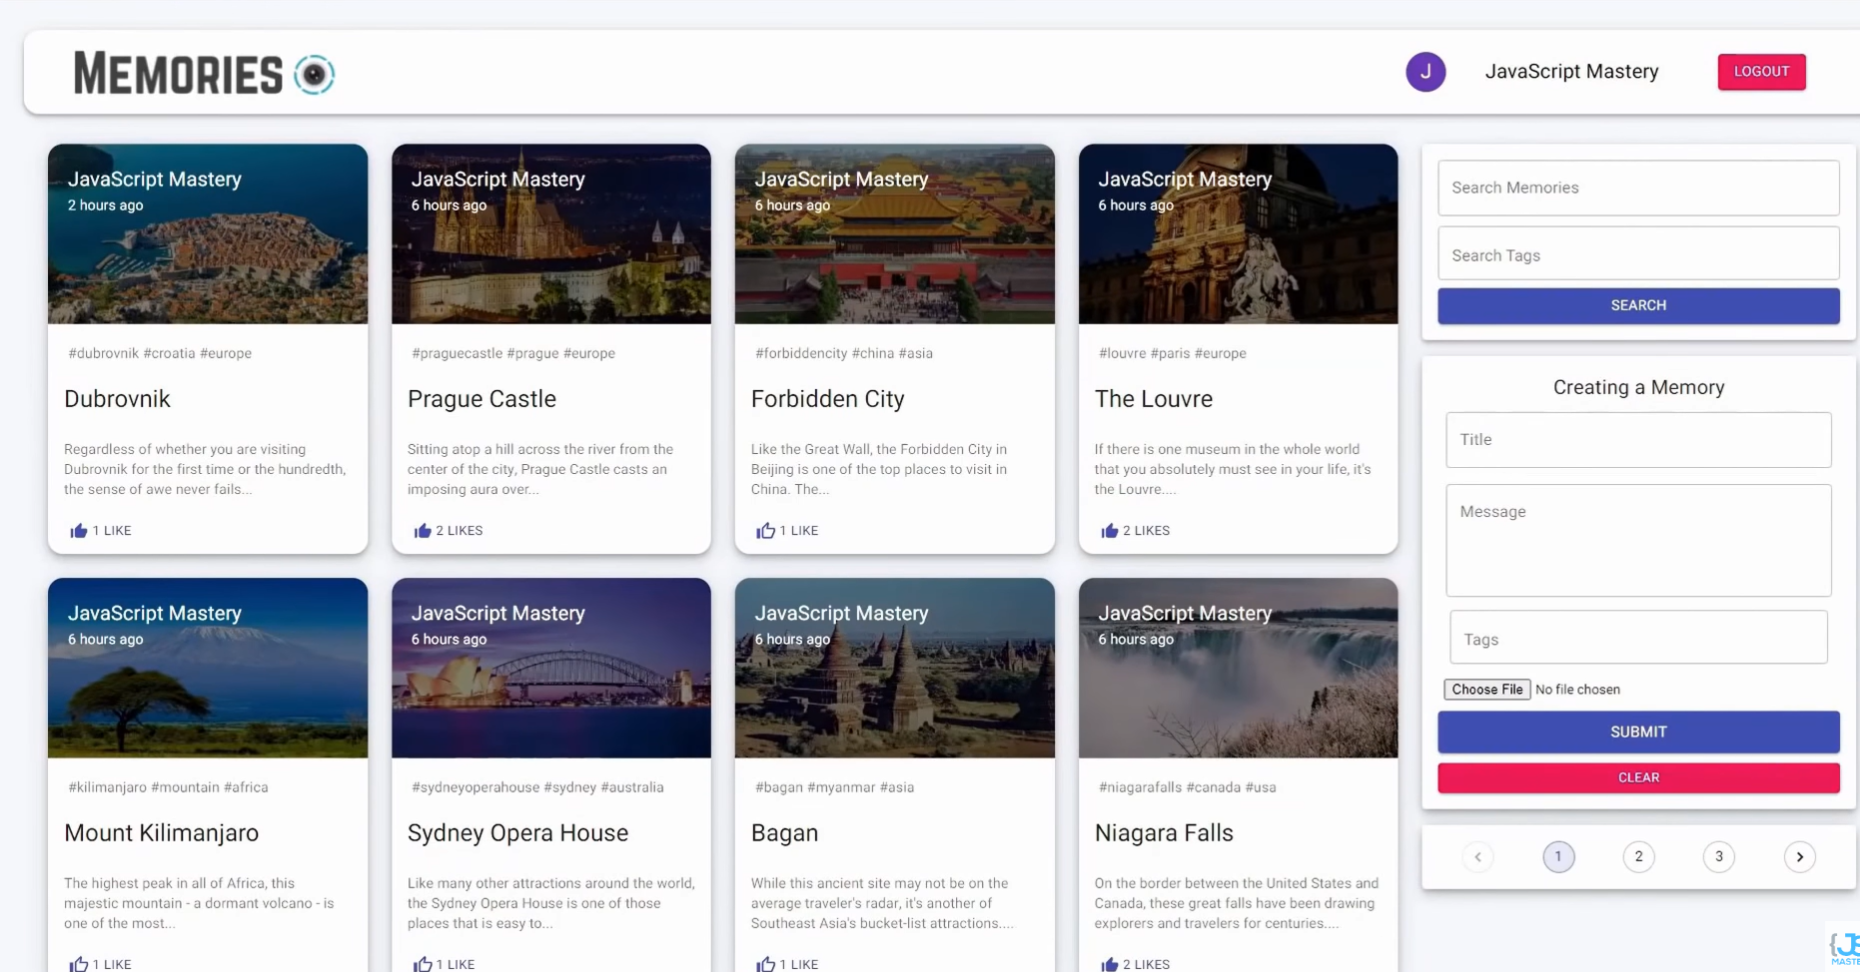 MEMORIES
J
JavaScript Mastery
LOGOUT
JavaScript Mastery
2 hours ago
#dubrovnik #croatia #europe
Dubrovnik
Regardless of whether you are visiting
Dubrovnik for the first time or the hundredth,
the sense of awe never fails...
1 LIKE
JavaScript Mastery
6 hours ago
#praguecastle #prague #europe
Prague Castle
Sitting atop a hill across the river from the
center of the city, Prague Castle casts an
imposing aura over...
2 LIKES
JavaScript Mastery
6 hours ago
#forbiddencity #china #asia
Forbidden City
Like the Great Wall, the Forbidden City in
Beijing is one of the top places to visit in
China. The...
1 LIKE
JavaScript Mastery
6 hours ago
#louvre #paris #europe
The Louvre
If there is one museum in the whole world
that you absolutely must see in your life, it's
the Louvre....
2 LIKES
JavaScript Mastery
6 hours ago
#kilimanjaro #mountain #africa
Mount Kilimanjaro
The highest peak in all of Africa, this
majestic mountain - a dormant volcano - is
one of the most...
1 LIKE
JavaScript Mastery
6 hours ago
#sydneyoperahouse #sydney #australia
Sydney Opera House
Like many other attractions around the world,
the Sydney Opera House is one of those
places that is easy to...
1 LIKE
JavaScript Mastery
6 hours ago
#bagan #myanmar #asia
Bagan
While this ancient site may not be on the
average traveler's radar, it's another of
Southeast Asia's bucket-list attractions....
1 LIKE
JavaScript Mastery
6 hours ago
#niagarafalls #canada #usa
Niagara Falls
On the border between the United States and
Canada, these great falls have been drawing
explorers and travelers for centuries....
2 LIKES
Search Memories
Search Tags
SEARCH
Creating a Memory
Title
Message
Tags
Choose File No file chosen
SUBMIT
CLEAR
< 1 2 3 >
{JS
MASTE